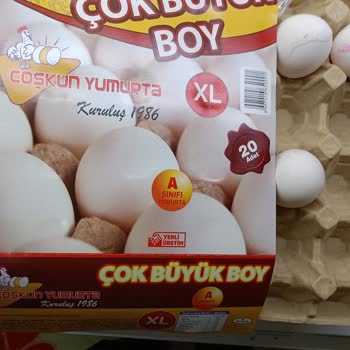 ÇOK BÜYÜK
BOY
COŞKUN YUMURTA
Kuruluş 1986
XL
20
Adet
A
SINIFI
YUMURTA
YERLİ
ÜRETİM
ÇOK BÜYÜK BOY
COŞKUN YUMURTA
Kuruluş 1986
A
XL